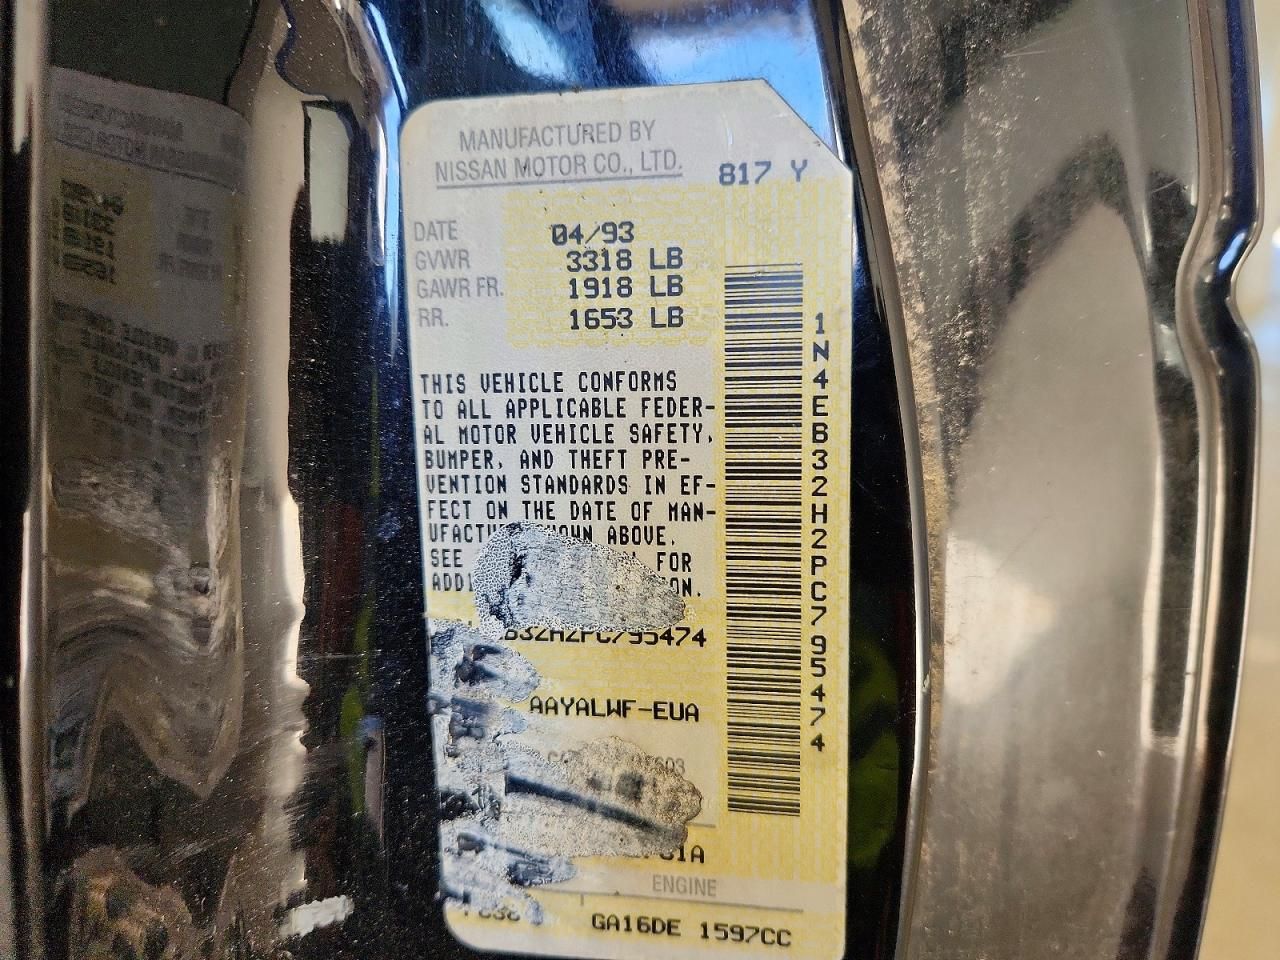 MANUFACTURED BY
NISSAN MOTOR CO., LTD.
817 Y
DATE 04/93
GVWR 3318 LB
GAWR FR. 1918 LB
RR. 1653 LB
THIS VEHICLE CONFORMS
TO ALL APPLICABLE FEDER-
AL MOTOR VEHICLE SAFETY,
BUMPER, AND THEFT PRE-
VENTION STANDARDS IN EF-
FECT ON THE DATE OF MAN-
ABOVE.
SEE FOR
1N4EB32H2PC795474
AAYALWF-EUA
ENGINE
GA16DE 1597CC